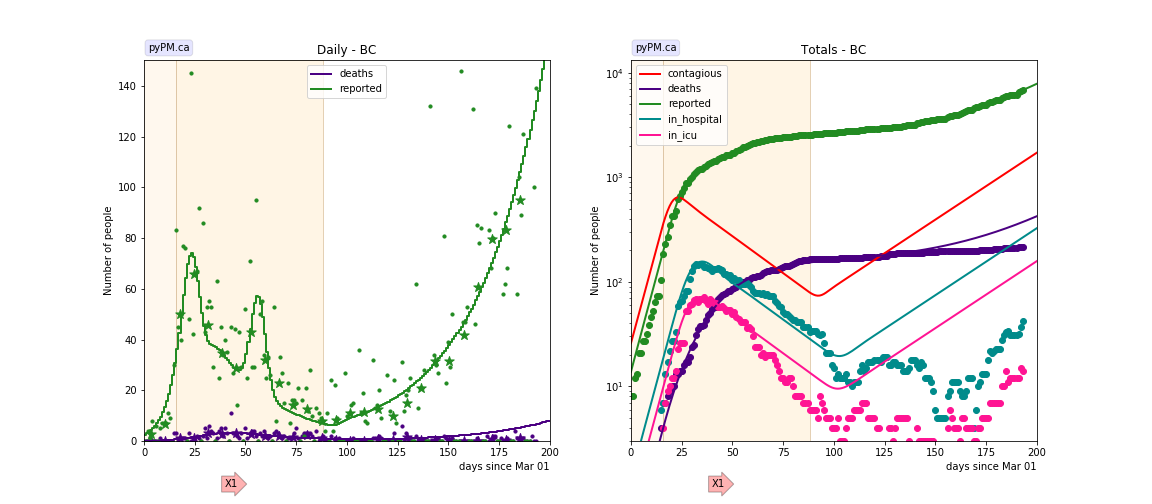 pyPM.ca
Daily - BC
deaths
reported
Number of people
140
120
100
80
60
40
20
0
0 25 50 75 100 125 150 175 200
days since Mar 01
X1
pyPM.ca
Totals - BC
contagious
deaths
reported
in_hospital
in_icu
Number of people
10⁴
10³
10²
10¹
0 25 50 75 100 125 150 175 200
days since Mar 01
X1